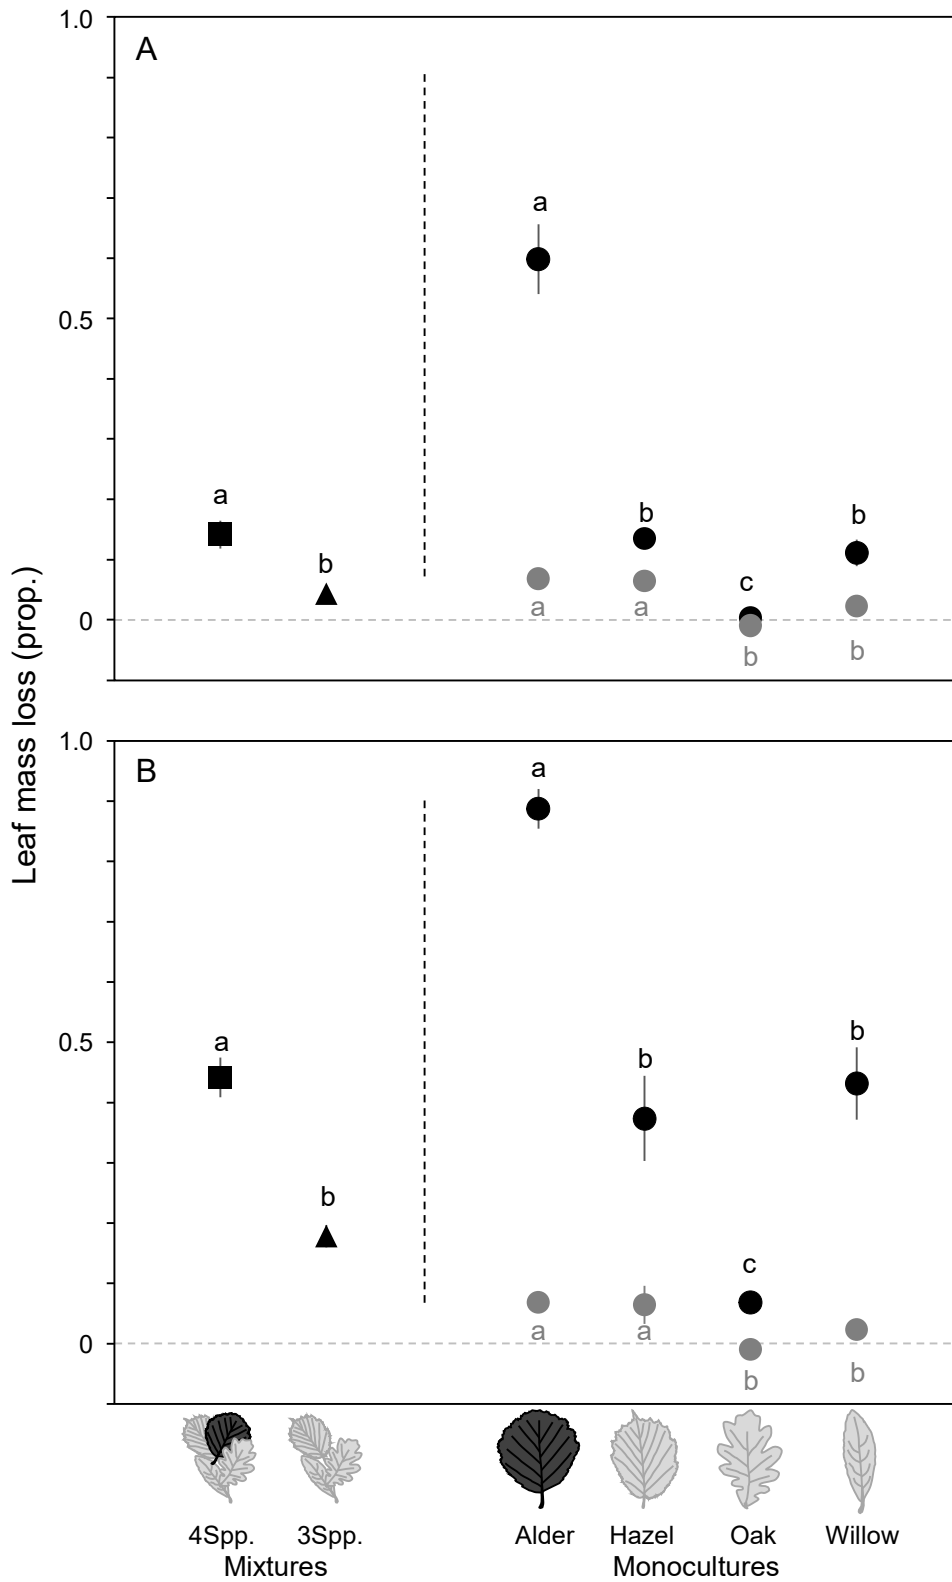 1.0
A
a
a
0.5
a
b
b
b
c
a
a
0
b
b
Leaf mass loss (prop.)
1.0
B
a
b
b
0.5
a
b
c
a
a
0
b
b
4Spp.
3Spp.
Alder
Hazel
Oak
Willow
Mixtures
Monocultures